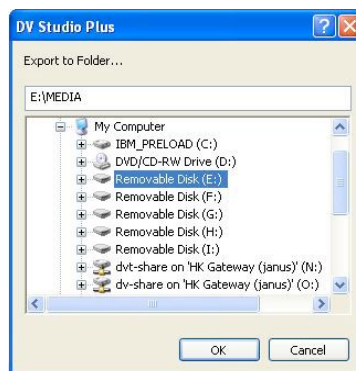 DV Studio Plus
Export to Folder...
E:\MEDIA
My Computer
IBM_PRELOAD (C:)
DVD/CD-RW Drive (D:)
Removable Disk (E:)
Removable Disk (F:)
Removable Disk (G:)
Removable Disk (H:)
Removable Disk (I:)
dvt-share on 'HK Gateway (janus)' (N:)
dv-share on 'HK Gateway (janus)' (O:)
OK Cancel